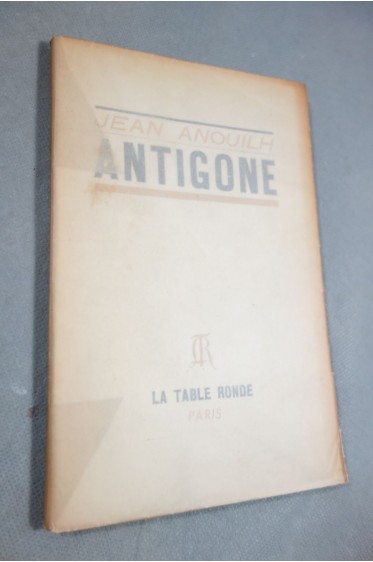 JEAN ANOUILH
ANTIGONE
TR
LA TABLE RONDE
PARIS